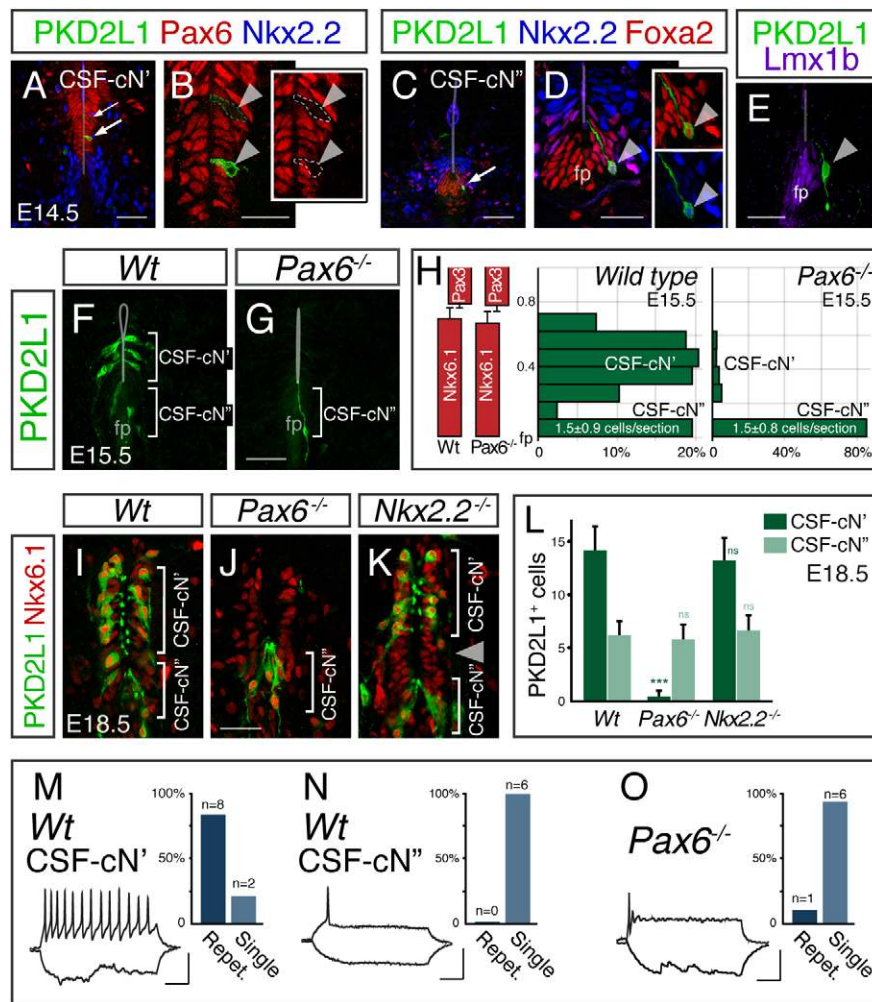 PKD2L1 Pax6 Nkx2.2
PKD2L1 Nkx2.2 Foxa2
PKD2L1
Lmx1b
A
CSF-cN'
E14.5
B
C
CSF-cN"
D
fp
E
fp
Wt
Pax6-/-
PKD2L1
F
CSF-cN'
CSF-cN"
fp
E15.5
G
CSF-cN"
fp
H
Pax3
Pax3
Nkx6.1
Nkx6.1
Wt
Pax6-/-
0.8
0.4
fp
Wild type
E15.5
CSF-cN'
CSF-cN"
1.5±0.9 cells/section
0
10%
20%
Pax6-/-
E15.5
CSF-cN'
CSF-cN"
1.5±0.8 cells/section
0
40%
80%
Wt
Pax6-/-
Nkx2.2-/-
PKD2L1 Nkx6.1
I
CSF-cN'
CSF-cN"
E18.5
J
CSF-cN"
K
CSF-cN'
CSF-cN"
L
CSF-cN'
CSF-cN"
E18.5
PKD2L1+ cells
15
10
5
0
***
ns
ns
ns
Wt
Pax6-/-
Nkx2.2-/-
M
Wt
CSF-cN'
100%
50%
0
n=8
n=2
Repet.
Single
N
Wt
CSF-cN"
100%
50%
0
n=6
n=0
Repet.
Single
O
Pax6-/-
100%
50%
0
n=6
n=1
Repet.
Single